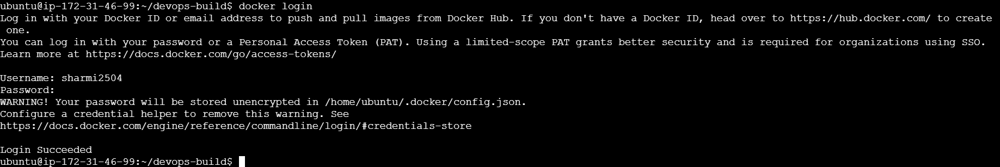 ubuntu@ip-172-31-46-99:~/devops-build$ docker login
Log in with your Docker ID or email address to push and pull images from Docker Hub. If you don't have a Docker ID, head over to https://hub.docker.com/ to create
 one.
You can log in with your password or a Personal Access Token (PAT). Using a limited-scope PAT grants better security and is required for organizations using SSO.
Learn more at https://docs.docker.com/go/access-tokens/

Username: sharmi2504
Password:
WARNING! Your password will be stored unencrypted in /home/ubuntu/.docker/config.json.
Configure a credential helper to remove this warning. See
https://docs.docker.com/engine/reference/commandline/login/#credentials-store

Login Succeeded
ubuntu@ip-172-31-46-99:~/devops-build$